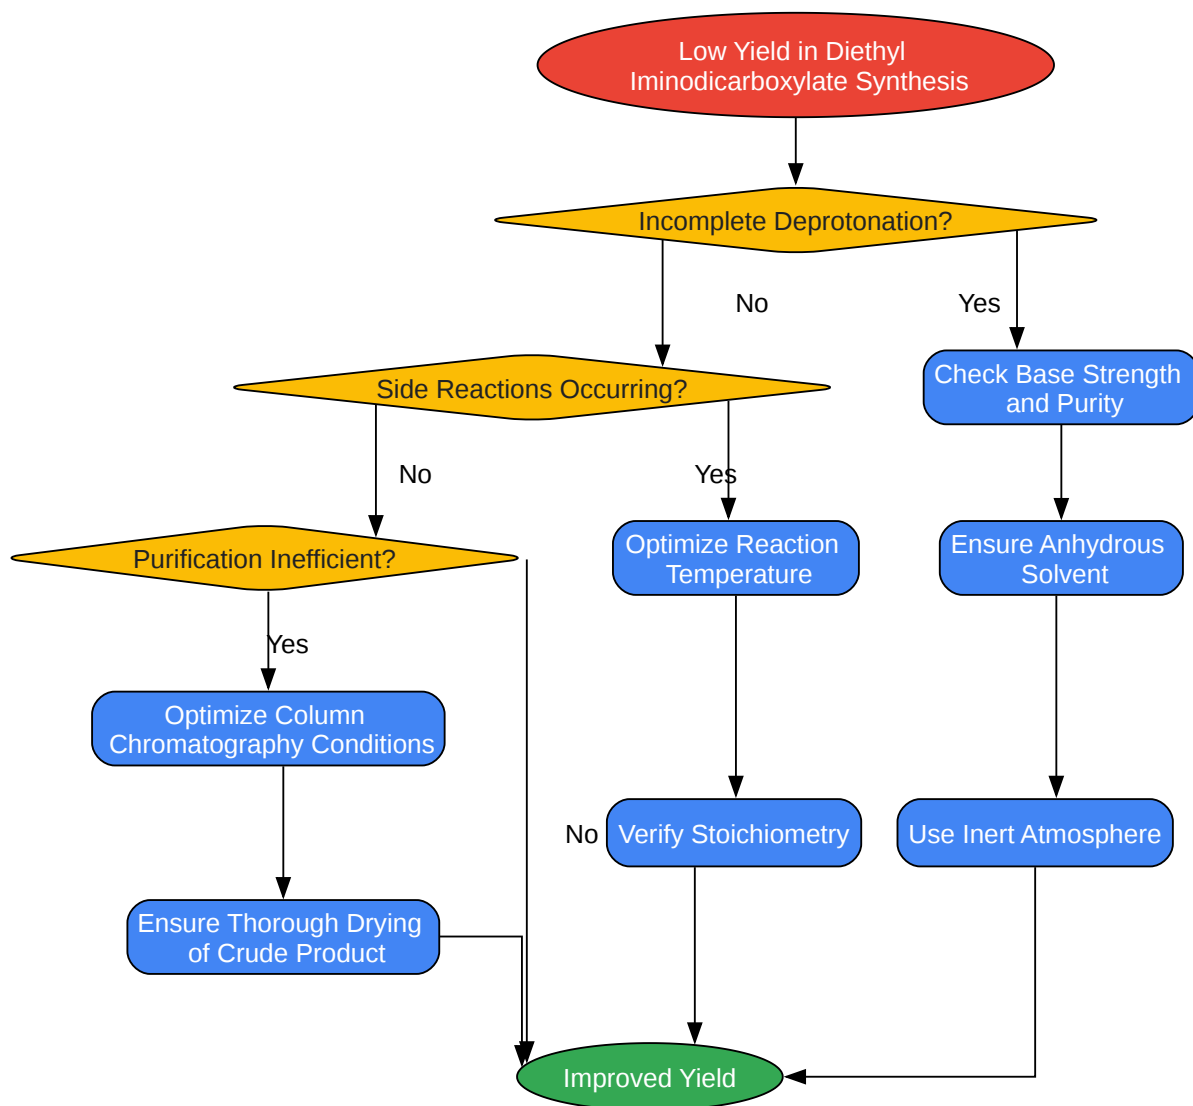 Low Yield in Diethyl
Iminodicarboxylate Synthesis
Incomplete Deprotonation?
No
Yes
Side Reactions Occurring?
Check Base Strength
and Purity
No
Yes
Purification Inefficient?
Optimize Reaction
Temperature
Ensure Anhydrous
Solvent
Yes
Optimize Column
Chromatography Conditions
No
Verify Stoichiometry
Use Inert Atmosphere
Ensure Thorough Drying
of Crude Product
Improved Yield